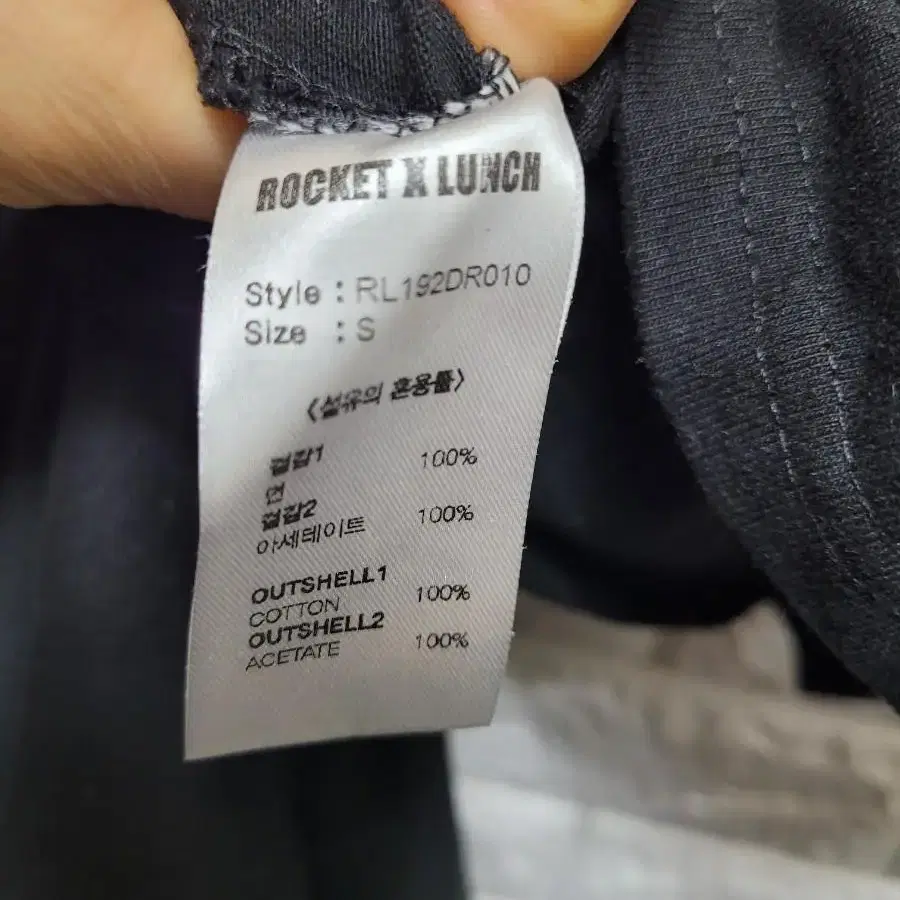 ROCKET X LUNCH
Style : RL192DR010
Size : S
<섬유의 혼용률>
겉감1 100%
면
겉감2 100%
아세테이트
OUTSHELL1 100%
COTTON
OUTSHELL2 100%
ACETATE